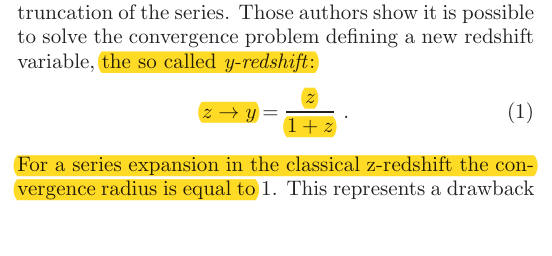 truncation of the series. Those authors show it is possible
to solve the convergence problem defining a new redshift
variable, the so called y-redshift:
z → y = z / (1 + z) . (1)
For a series expansion in the classical z-redshift the con-
vergence radius is equal to 1. This represents a drawback